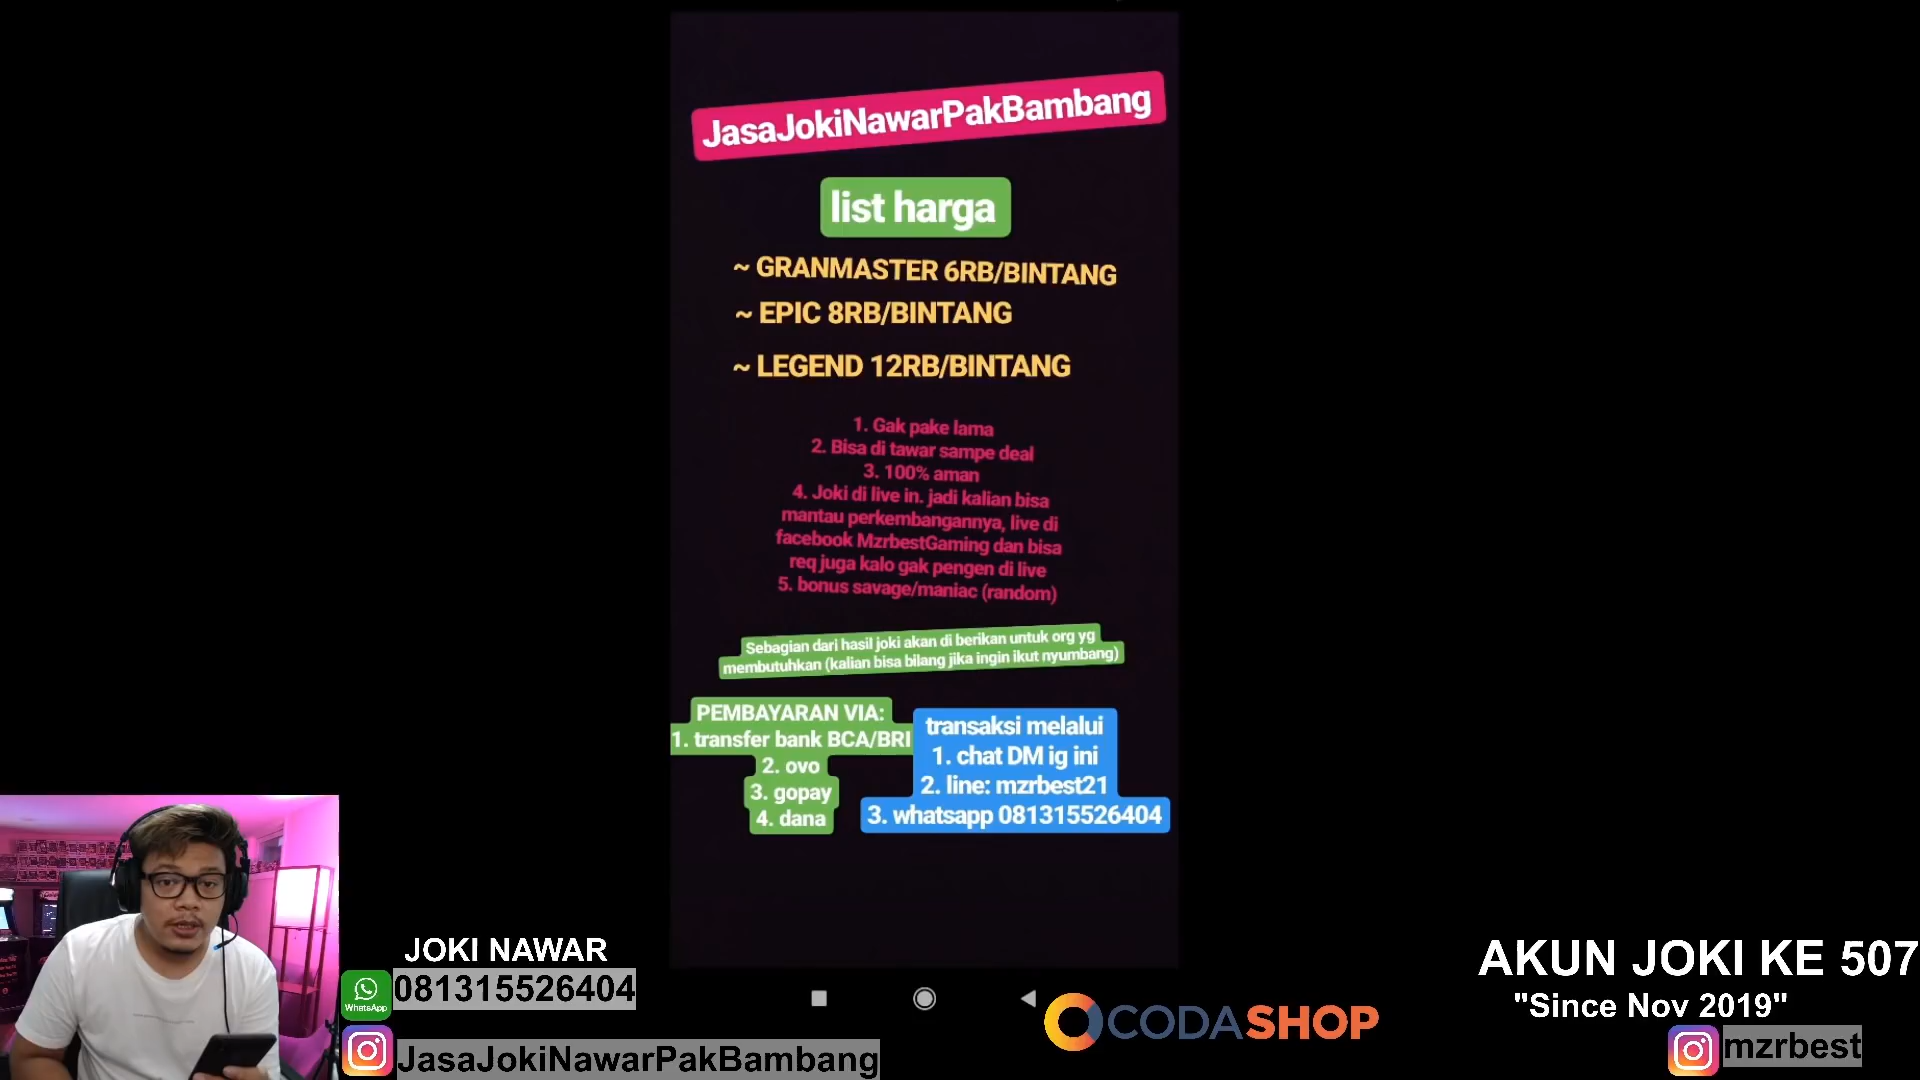 JasaJokiNawarPakBambang
list harga
~ GRANMASTER 6RB/BINTANG
~ EPIC 8RB/BINTANG
~ LEGEND 12RB/BINTANG
1. Gak pake lama
2. Bisa di tawar sampe deal
3. 100% aman
4. Joki di live in. jadi kalian bisa
mantau perkembangannya, live di
facebook MzrbestGaming dan bisa
req juga kalo gak pengen di live
5. bonus savage/maniac (random)
Sebagian dari hasil joki akan di berikan untuk org yg
membutuhkan (kalian bisa bilang jika ingin ikut nyumbang)
PEMBAYARAN VIA:
1. transfer bank BCA/BRI
2. ovo
3. gopay
4. dana
transaksi melalui
1. chat DM ig ini
2. line: mzrbest21
3. whatsapp 081315526404
JOKI NAWAR
WhatsApp
081315526404
JasaJokiNawarPakBambang
CODASHOP
AKUN JOKI KE 507
"Since Nov 2019"
mzrbest